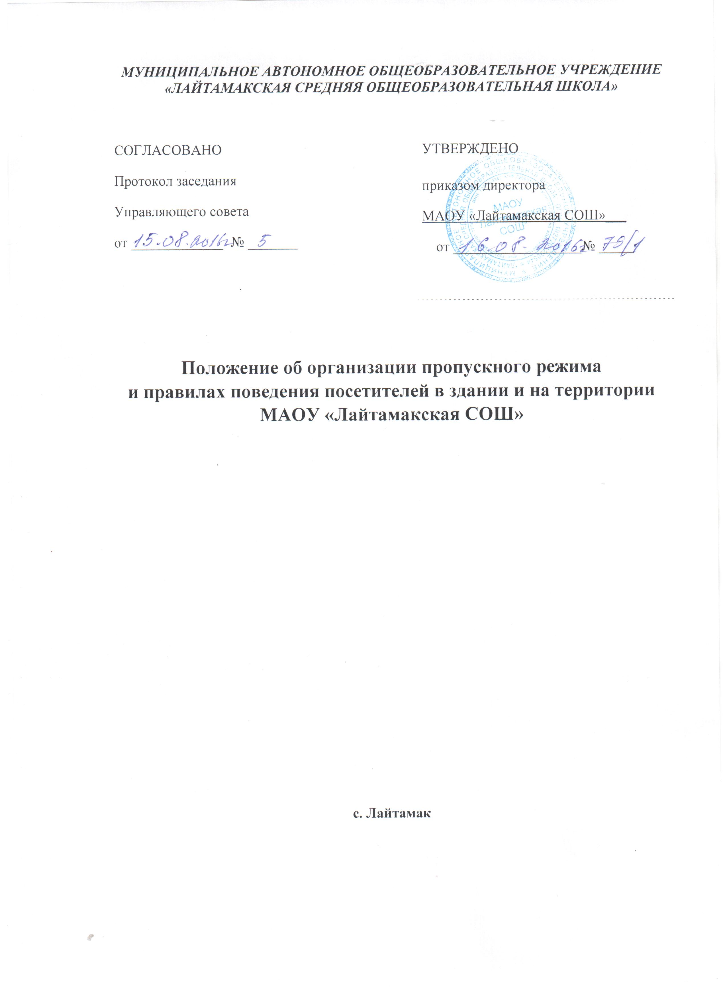 МУНИЦИПАЛЬНОЕ АВТОНОМНОЕ ОБЩЕОБРАЗОВАТЕЛЬНОЕ УЧРЕЖДЕНИЕ
«ЛАЙТАМАКСКАЯ СРЕДНЯЯ ОБЩЕОБРАЗОВАТЕЛЬНАЯ ШКОЛА»
СОГЛАСОВАНО
Протокол заседания
Управляющего совета
от 15.08.2016г № 5
УТВЕРЖДЕНО
приказом директора
МАОУ «Лайтамакская СОШ»
от 16.08.2016г № 79/1
МАОУ
"Лайтамакская
СОШ"
Положение об организации пропускного режима
и правилах поведения посетителей в здании и на территории
МАОУ «Лайтамакская СОШ»
с. Лайтамак